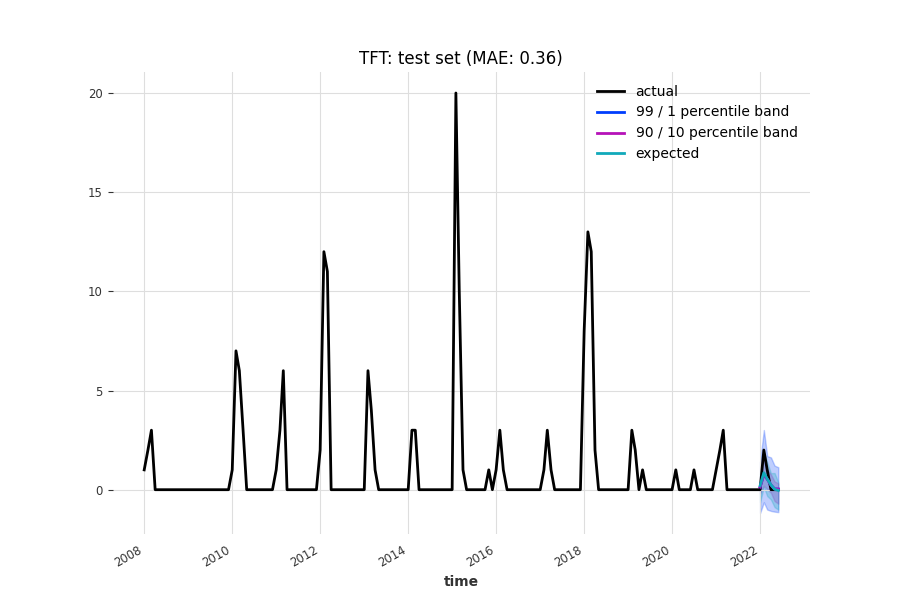 TFT: test set (MAE: 0.36)
actual
99 / 1 percentile band
90 / 10 percentile band
expected
20
15
10
5
0
2008
2010
2012
2014
2016
2018
2020
2022
time